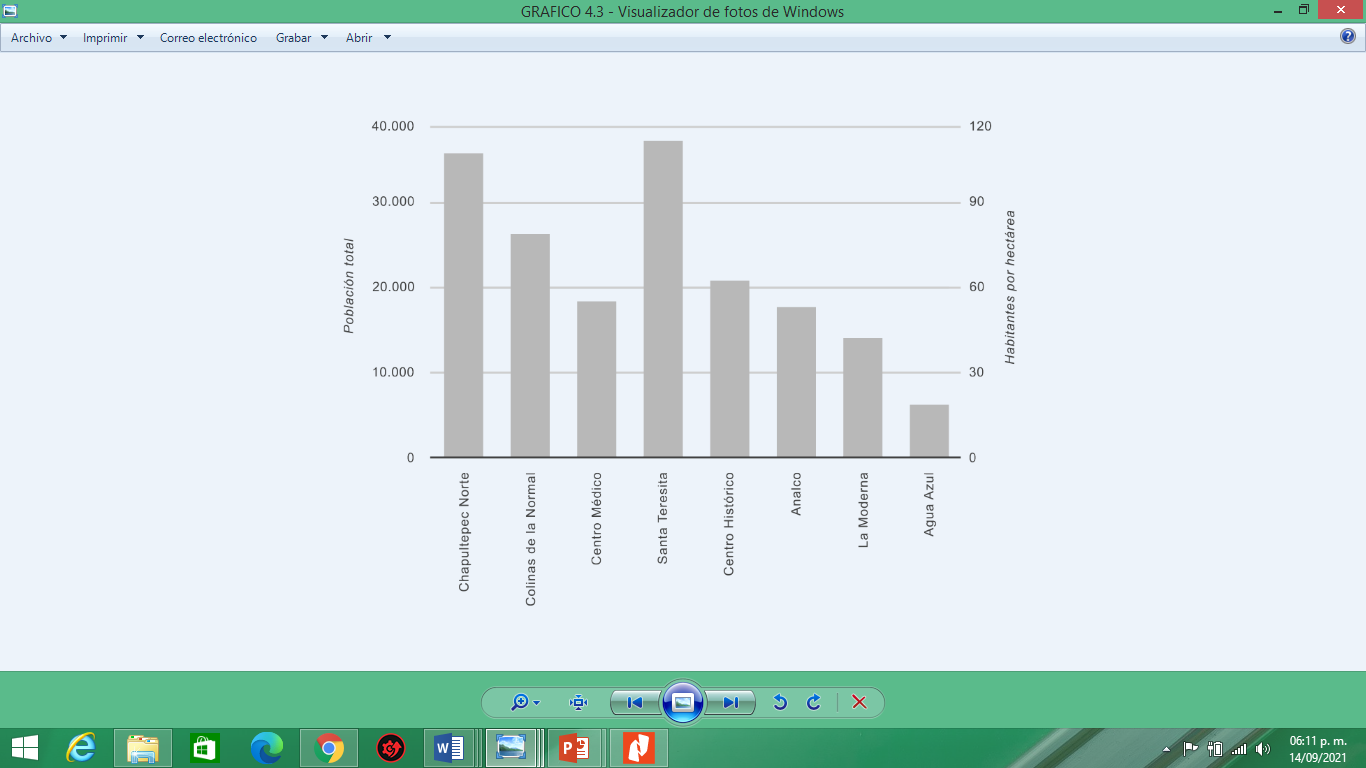 GRAFICO 4.3 - Visualizador de fotos de Windows
Archivo Imprimir Correo electrónico Grabar Abrir
40.000
30.000
20.000
10.000
0
Población total
120
90
60
30
0
Habitantes por hectárea
Chapultepec Norte
Colinas de la Normal
Centro Médico
Santa Teresita
Centro Histórico
Analco
La Moderna
Agua Azul
06:11 p. m.
14/09/2021